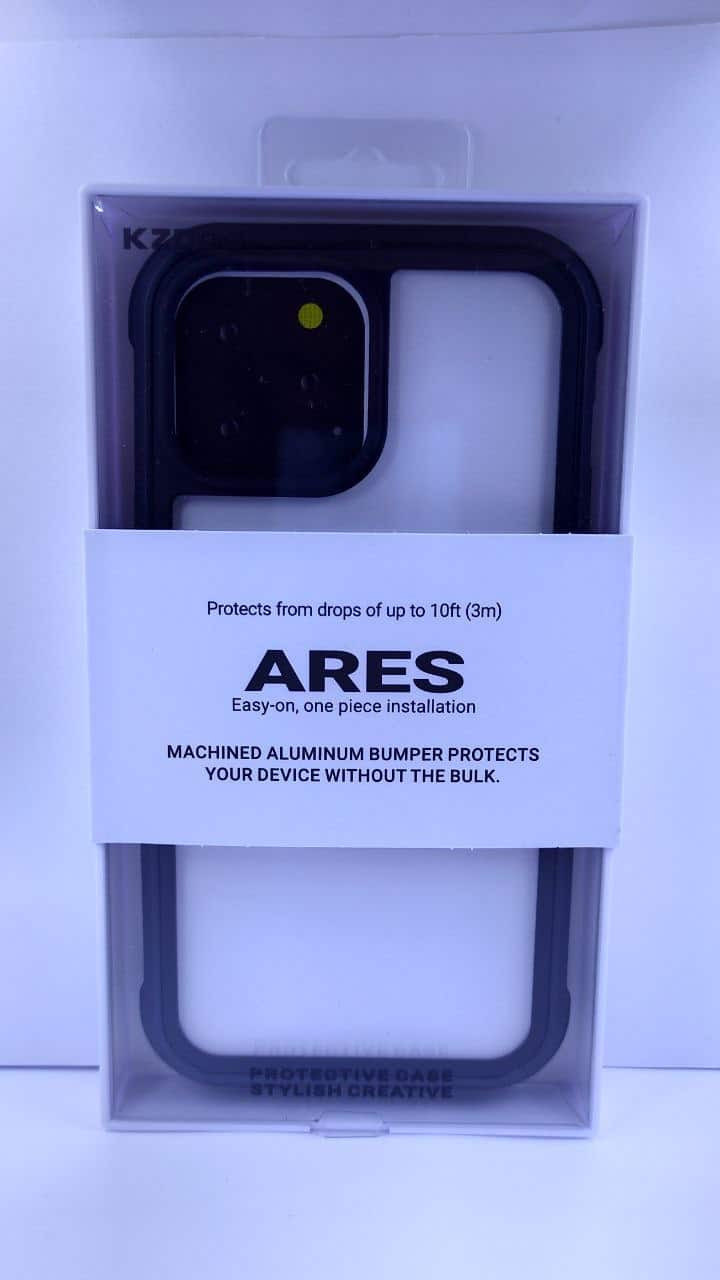 Protects from drops of up to 10ft (3m)
ARES
Easy-on, one piece installation
MACHINED ALUMINUM BUMPER PROTECTS
YOUR DEVICE WITHOUT THE BULK.
PROTECTIVE CASE
STYLISH CREATIVE